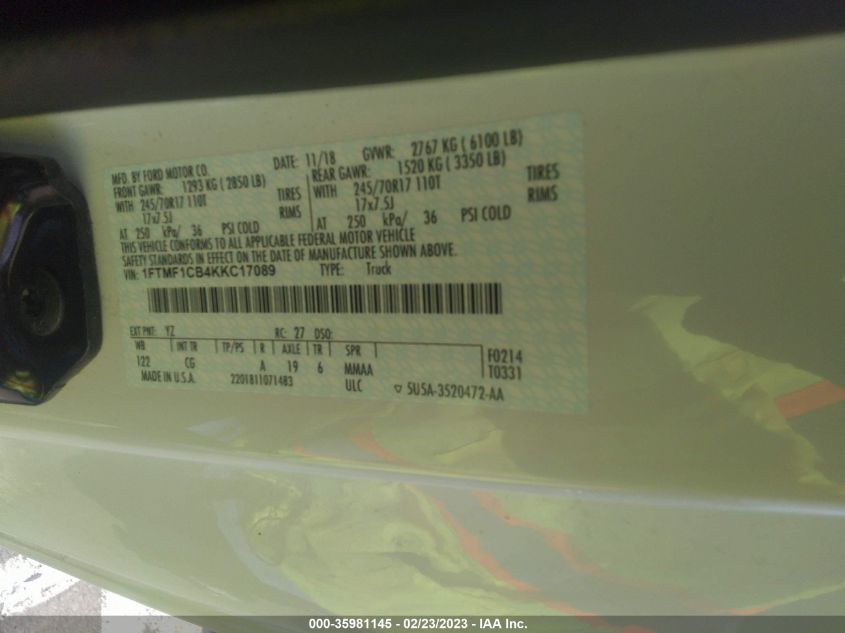 MFD. BY FORD MOTOR CO. DATE: 11/18 GVWR: 2767 KG ( 6100 LB)
FRONT GAWR: 1293 KG ( 2850 LB) REAR GAWR: 1520 KG ( 3350 LB)
WITH 245/70R17 110T TIRES WITH 245/70R17 110T TIRES
17x7.5J RIMS 17x7.5J RIMS
AT 250 kPa/ 36 PSI COLD AT 250 kPa/ 36 PSI COLD
THIS VEHICLE CONFORMS TO ALL APPLICABLE FEDERAL MOTOR VEHICLE
SAFETY STANDARDS IN EFFECT ON THE DATE OF MANUFACTURE SHOWN ABOVE.
VIN: 1FTMF1CB4KKC17089 TYPE: Truck
EXT PNT: YZ RC: 27 DSO:
WB INT TR TP/PS R AXLE TR SPR F0214
122 CG A 19 6 MMAA T0331
MADE IN U.S.A. 2201811071483 ULC ▽ 5U5A-3520472-AA
000-35981145 - 02/23/2023 - IAA Inc.